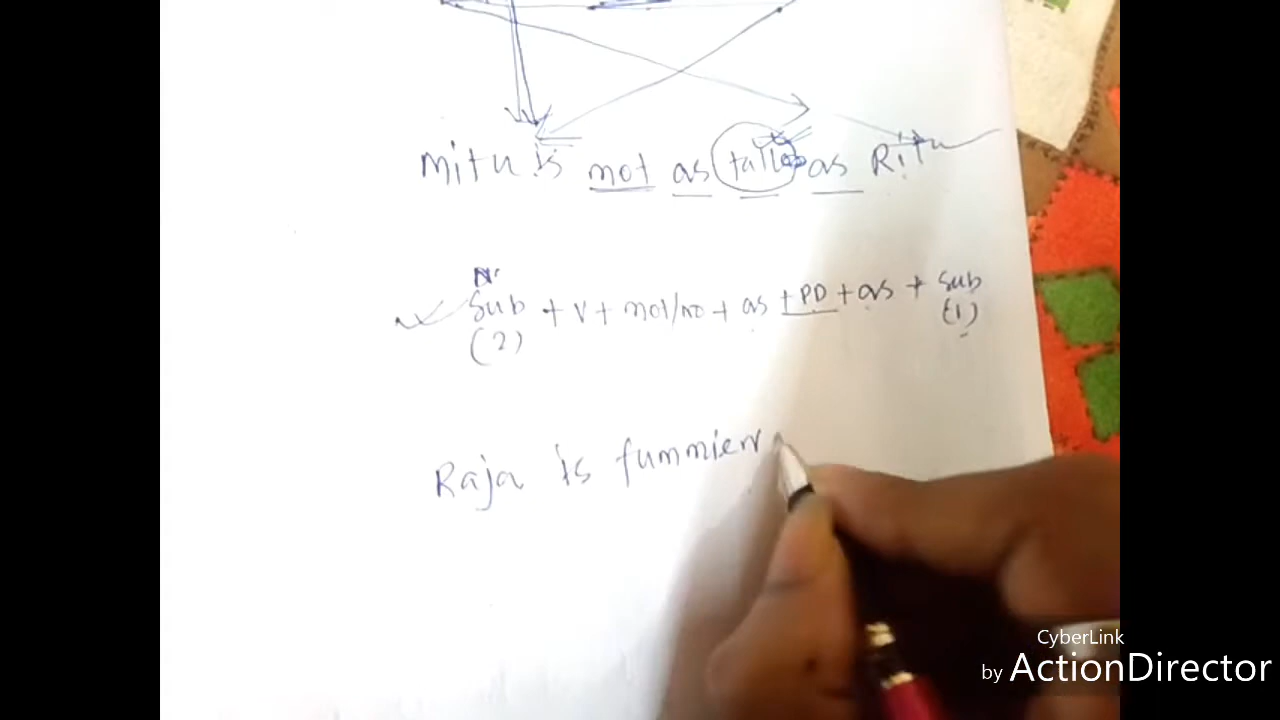 Mitu is not as tall as Ritu
Sub + V + not/no + as + PD + as + Sub
(2) (1)
Raja is funnier
CyberLink
by ActionDirector